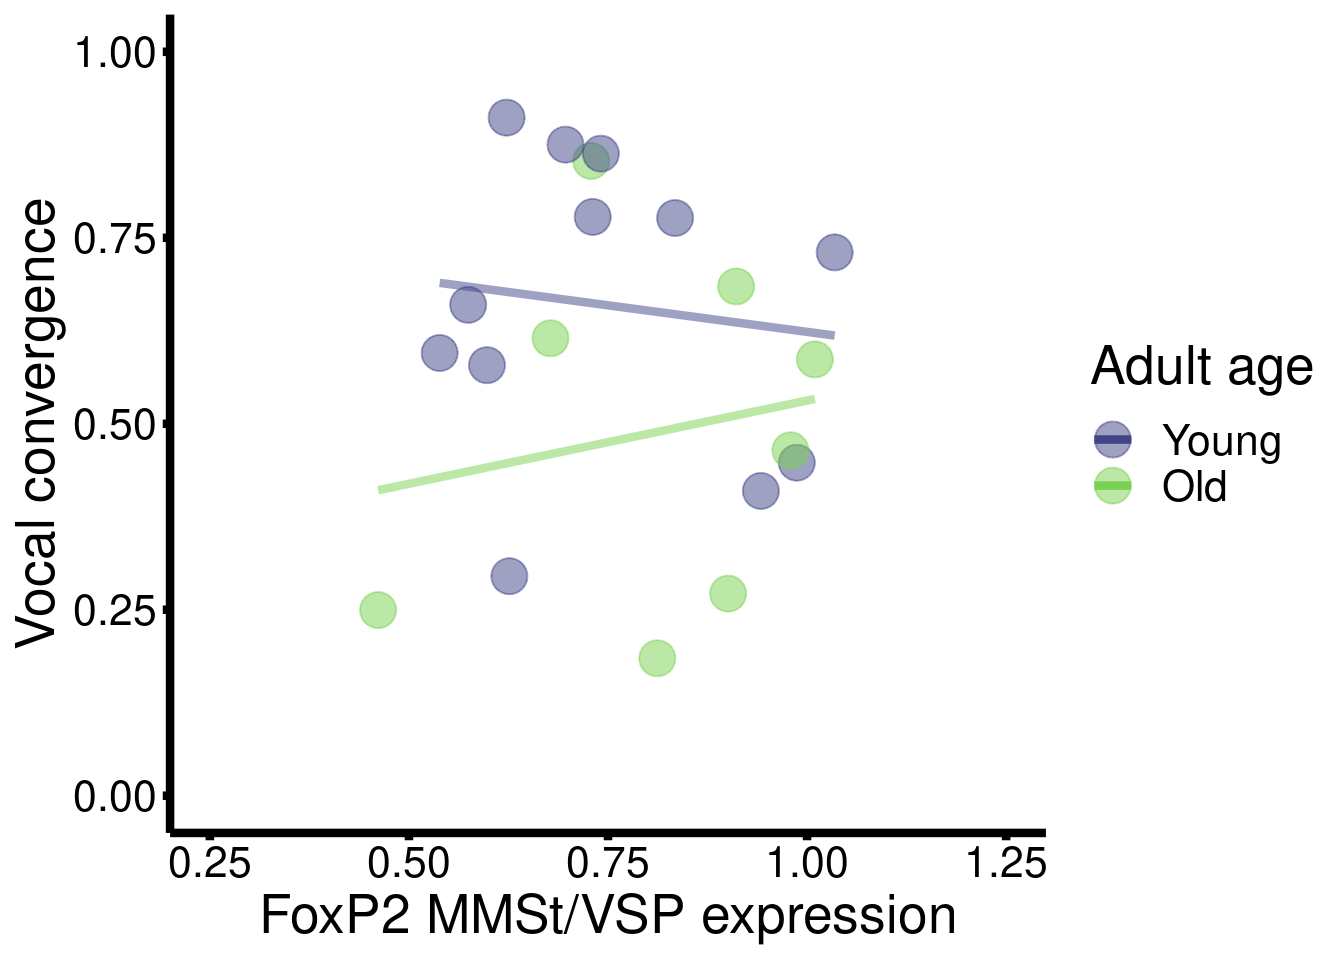 1.00
0.75
0.50
0.25
0.00
Vocal convergence
0.25 0.50 0.75 1.00 1.25
FoxP2 MMSt/VSP expression
Adult age
Young
Old